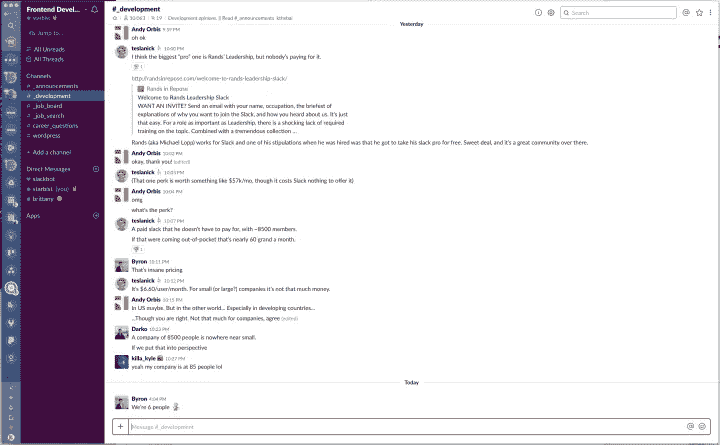 Frontend Devel...
Jump to...
All Unreads
All Threads
Channels
# _announcements
# _development
# _job_board
# _job_search
# career_questions
# wordpress
+ Add a channel
Direct Messages
slackbot
(you)
brittany
Apps
#_development
Search
Yesterday
Andy Orbis
oh ok
teslanick 10:00 PM
I think the biggest "pro" one is Rands' Leadership, but nobody's paying for it.
1
http://randsinrepose.com/welcome-to-rands-leadership-slack/
Rands in Repose
Welcome to Rands Leadership Slack
WANT AN INVITE? Send an email with your name, occupation, the briefest of
explanations of why you want to join the Slack, and how you heard about us. It's just
that easy. For a role as important as Leadership, there is a shocking lack of required
training on the topic. Combined with a tremendous collection ...
Rands (aka Michael Lopp) works for Slack and one of his stipulations when he was hired was that he got to take his slack pro for free. Sweet deal, and it's a great community over there.
Andy Orbis 10:02 PM
okay, thank you! (edited)
teslanick 10:03 PM
(That one perk is worth something like $57k/mo, though it costs Slack nothing to offer it)
Andy Orbis 10:04 PM
omg
what's the perk?
teslanick 10:07 PM
A paid slack that he doesn't have to pay for, with ~8500 members.
If that were coming out-of-pocket that's nearly 60 grand a month.
1
Byron 10:11 PM
That's insane pricing
teslanick 10:12 PM
It's $6.60/user/month. For small (or large?) companies it's not that much money.
Andy Orbis 10:15 PM
In US maybe. But in the other world... Especially in developing countries...
...Though you are right. Not that much for companies, agree (edited)
Darko 10:23 PM
A company of 8500 people is nowhere near small.
If we put that into perspective
killa_kyle 10:27 PM
yeah my company is at 85 people lol
Today
Byron 4:04 PM
We're 6 people
Message #_development